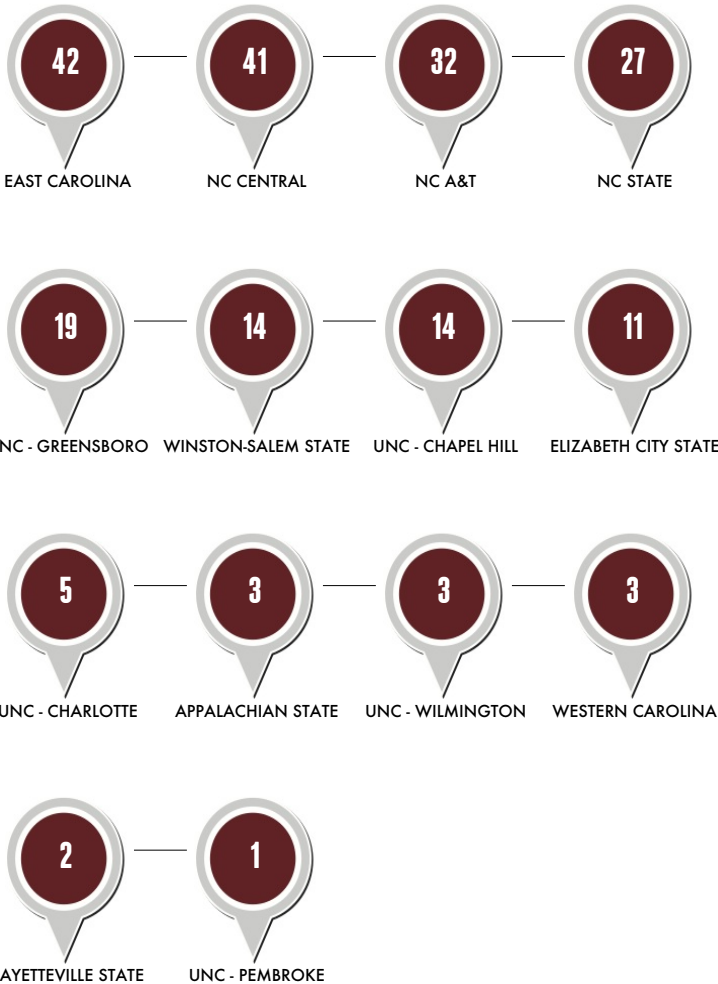 42 41 32 27
EAST CAROLINA NC CENTRAL NC A&T NC STATE
19 14 14 11
NC - GREENSBORO WINSTON-SALEM STATE UNC - CHAPEL HILL ELIZABETH CITY STATE
5 3 3 3
UNC - CHARLOTTE APPALACHIAN STATE UNC - WILMINGTON WESTERN CAROLINA
2 1
AYETTEVILLE STATE UNC - PEMBROKE